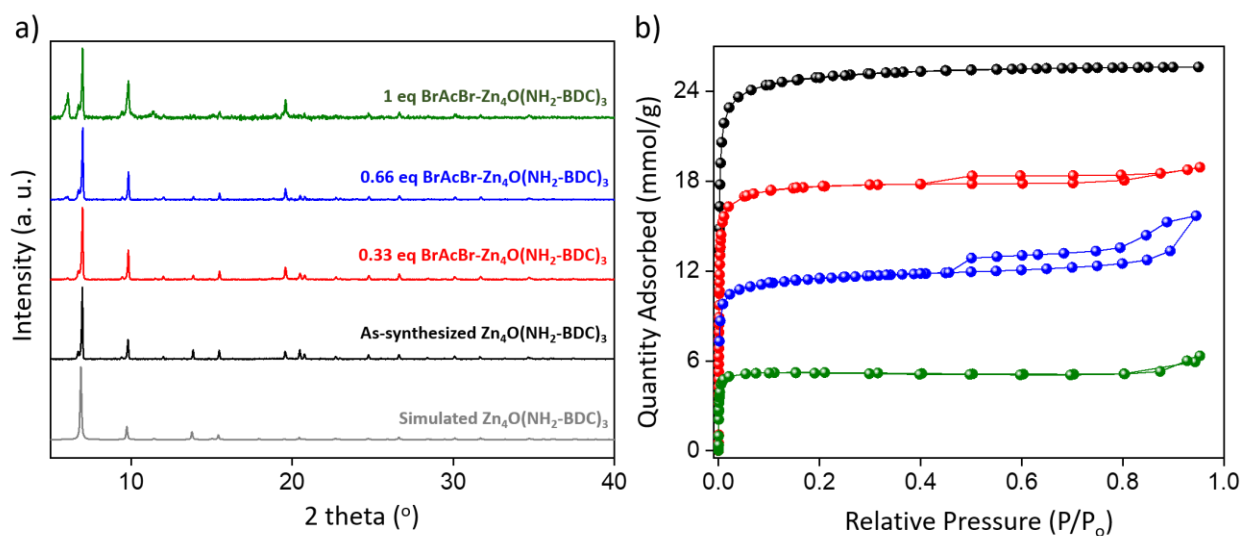 a)
Intensity (a. u.)
1 eq BrAcBr-Zn₄O(NH₂-BDC)₃
0.66 eq BrAcBr-Zn₄O(NH₂-BDC)₃
0.33 eq BrAcBr-Zn₄O(NH₂-BDC)₃
As-synthesized Zn₄O(NH₂-BDC)₃
Simulated Zn₄O(NH₂-BDC)₃
10 20 30 40
2 theta (°)
b)
Quantity Adsorbed (mmol/g)
24
18
12
6
0
0.0 0.2 0.4 0.6 0.8 1.0
Relative Pressure (P/Pₒ)